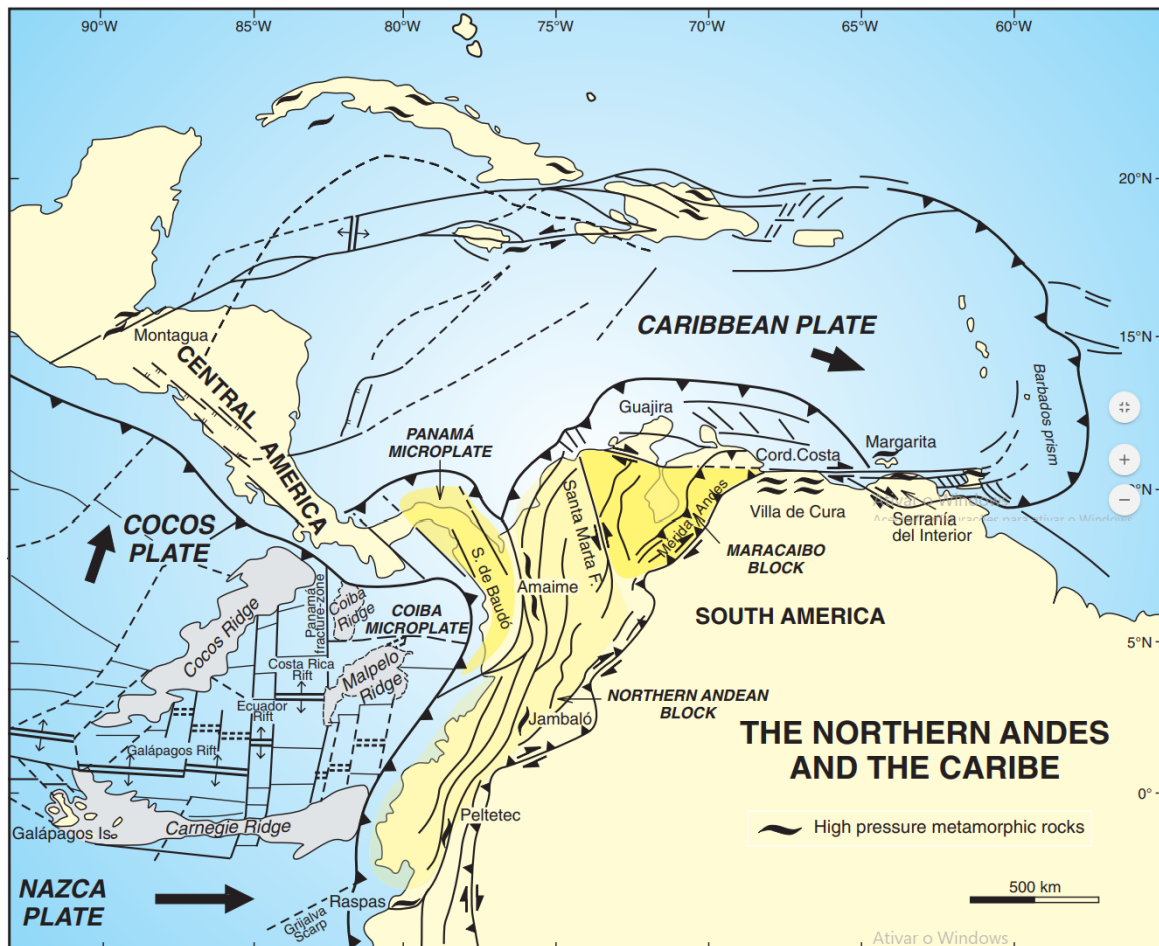 90°W
85°W
80°W
75°W
70°W
65°W
60°W
20°N
15°N
5°N
0°
CARIBBEAN PLATE
Montagua
CENTRAL
AMERICA
PANAMÁ
MICROPLATE
Guajira
Cord.Costa
Margarita
Barbados prism
Villa de Cura
Serranía
del Interior
Ativar o Windows
Santa Marta F.
Mérida Andes
MARACAIBO
BLOCK
COCOS
PLATE
Cocos Ridge
Panamá
fracture-zone
Coiba
Ridge
COIBA
MICROPLATE
S. de Baudó
Amaime
SOUTH AMERICA
Costa Rica
Rift
Malpelo
Ridge
Ecuador
Rift
Galápagos Rift
NORTHERN ANDEAN
BLOCK
Jambaló
THE NORTHERN ANDES
AND THE CARIBE
Galápagos Is.
Carnegie Ridge
Peltetec
High pressure metamorphic rocks
NAZCA
PLATE
Grijalva
Scarp
Raspas
500 km
Ativar o Windows